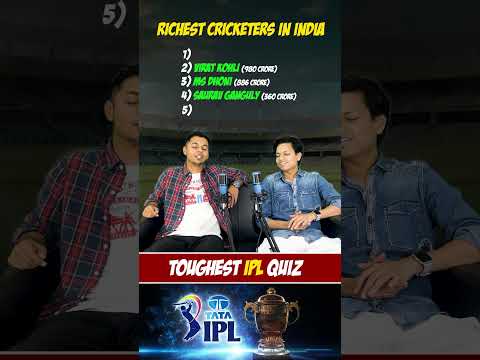 RICHEST CRICKETERS IN INDIA
1)
2) VIRAT KOHLI (980 CRORE)
3) MS DHONI (886 CRORE)
4) SAURAV GANGULY (360 CRORE)
5)
TOUGHEST IPL QUIZ
TATA
IPL